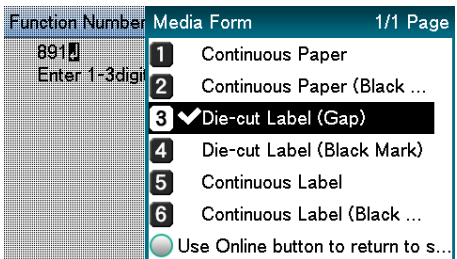 Function Number
891
Enter 1-3digi
Media Form 1/1 Page
1 Continuous Paper
2 Continuous Paper (Black ...
3 Die-cut Label (Gap)
4 Die-cut Label (Black Mark)
5 Continuous Label
6 Continuous Label (Black ...
Use Online button to return to s...